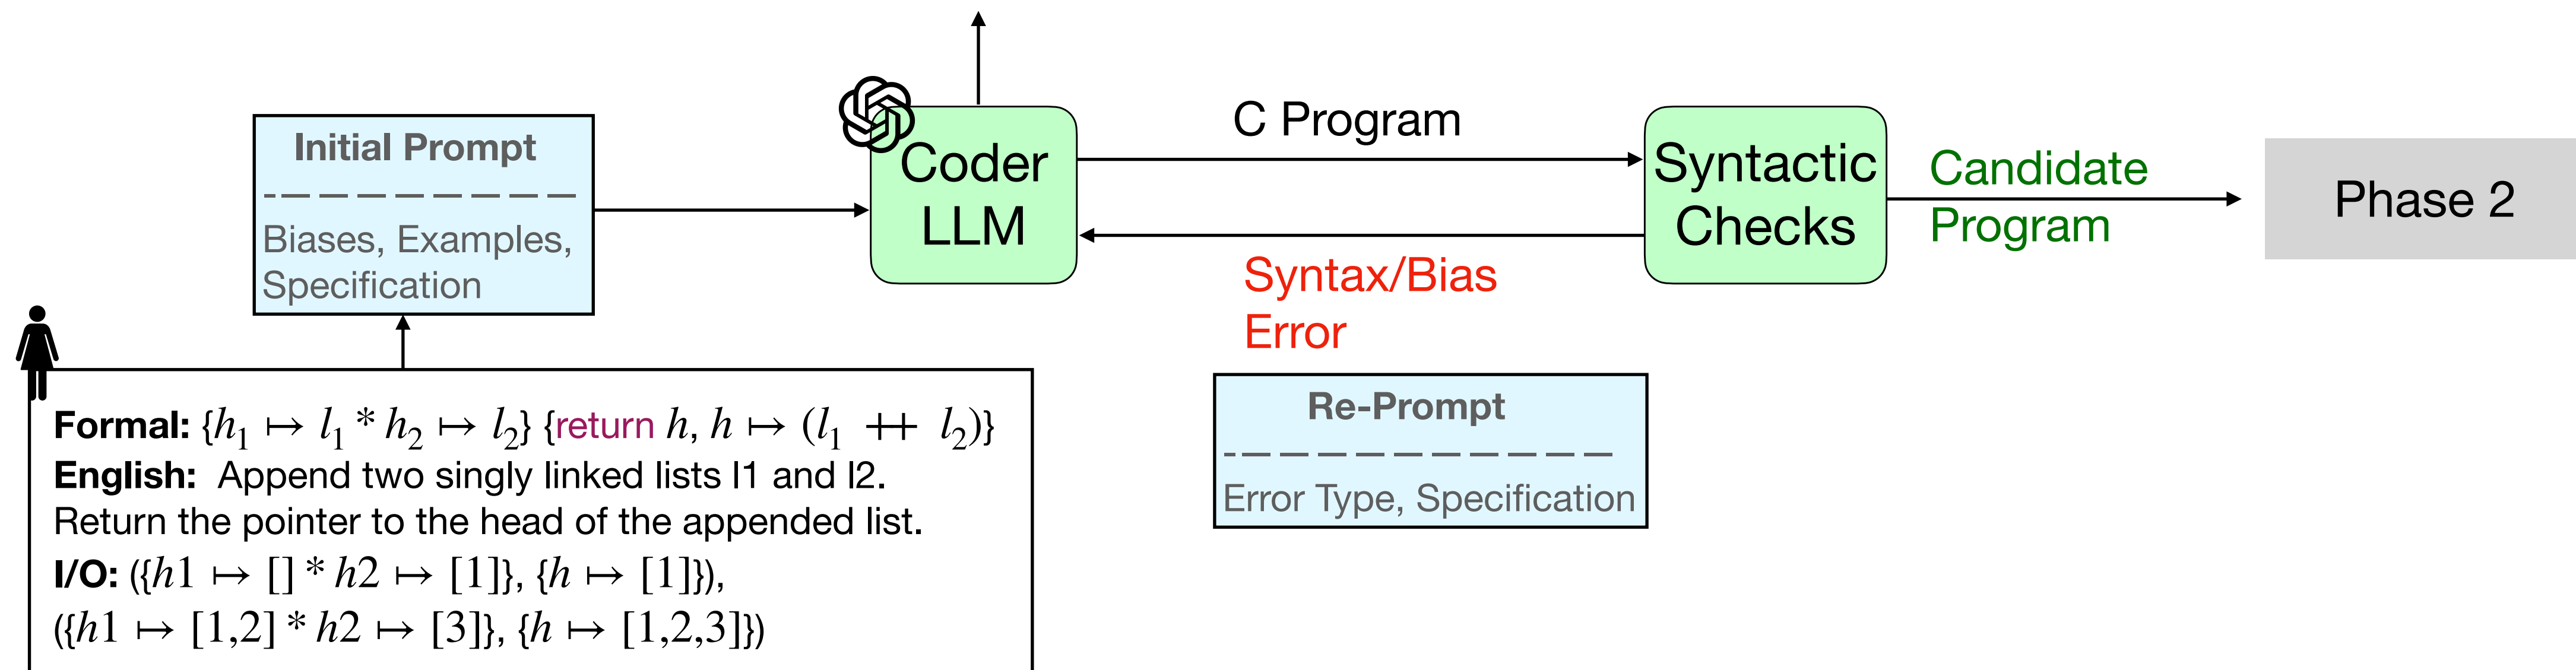 Initial Prompt
Biases, Examples,
Specification
Coder
LLM
C Program
Syntax/Bias
Error
Re-Prompt
Error Type, Specification
Syntactic
Checks
Candidate
Program
Phase 2
Formal: {h₁ ↦ l₁ * h₂ ↦ l₂} {return h, h ↦ (l₁ ++ l₂)}
English: Append two singly linked lists l1 and l2.
Return the pointer to the head of the appended list.
I/O: ({h1 ↦ [] * h2 ↦ [1]}, {h ↦ [1]}),
({h1 ↦ [1,2] * h2 ↦ [3]}, {h ↦ [1,2,3]})